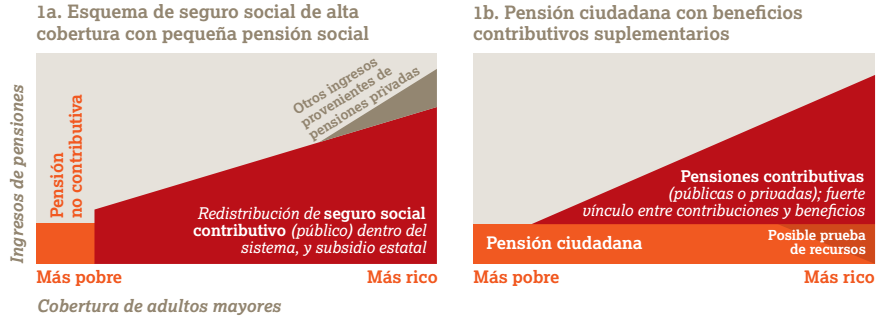 1a. Esquema de seguro social de alta
cobertura con pequeña pensión social
Ingresos de pensiones
Pensión
no contributiva
Otros ingresos
provenientes de
pensiones privadas
Redistribución de seguro social
contributivo (público) dentro del
sistema, y subsidio estatal
Más pobre
Más rico
Cobertura de adultos mayores
1b. Pensión ciudadana con beneficios
contributivos suplementarios
Pensiones contributivas
(públicas o privadas); fuerte
vínculo entre contribuciones y beneficios
Pensión ciudadana
Posible prueba
de recursos
Más pobre
Más rico